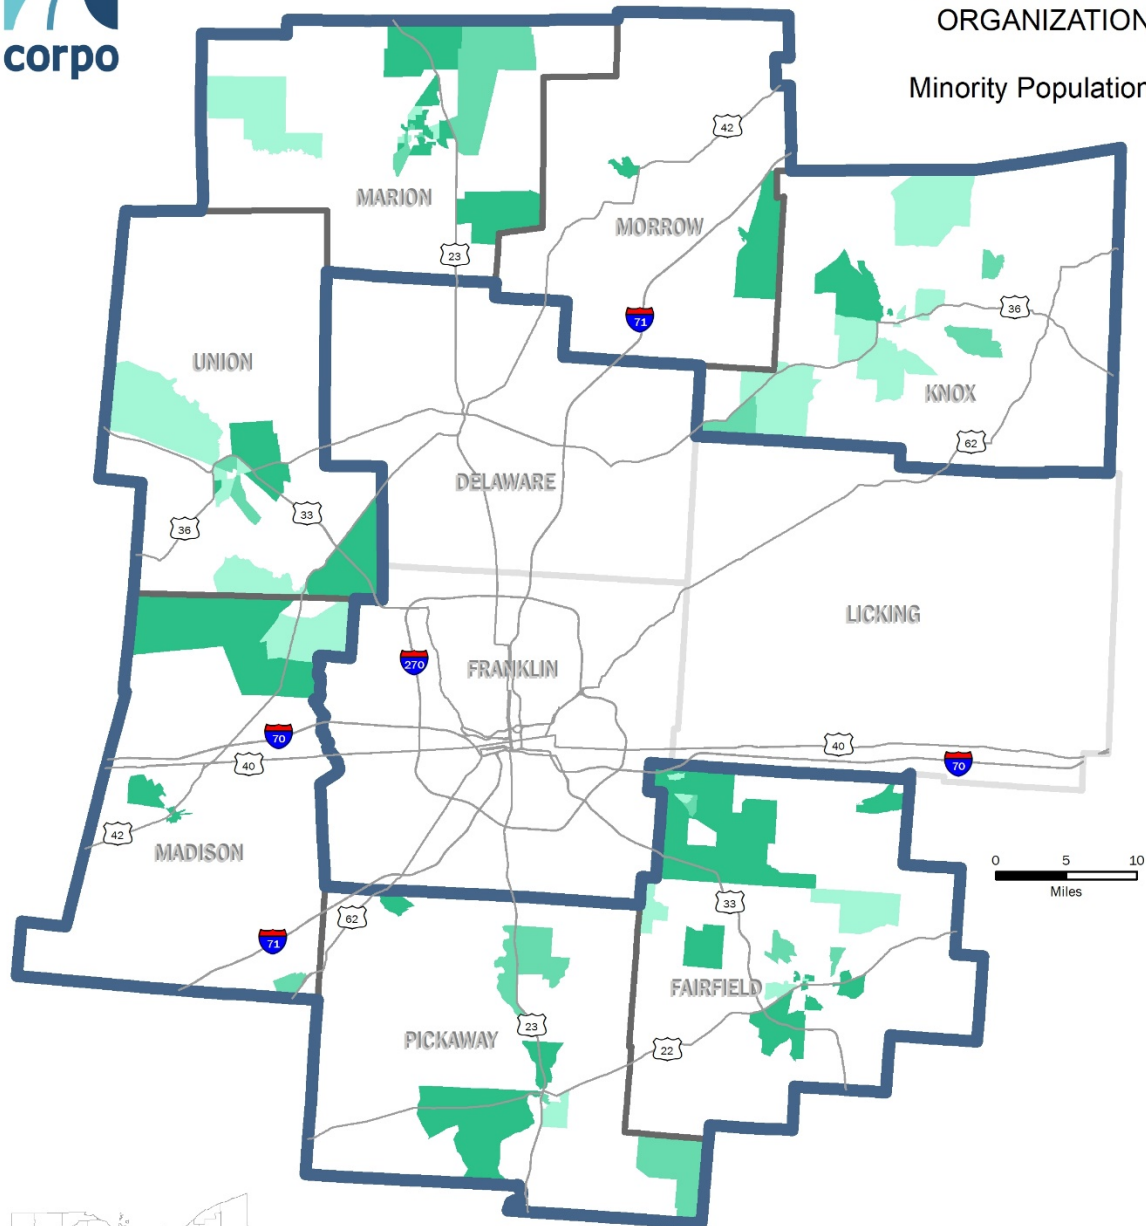 corpo
ORGANIZATION
Minority Population
42
MARION
MORROW
23
36
71
UNION
KNOX
62
DELAWARE
33
36
LICKING
270
FRANKLIN
70
40
40
70
42
MADISON
0 5 10
Miles
33
62
71
FAIRFIELD
23
PICKAWAY
22